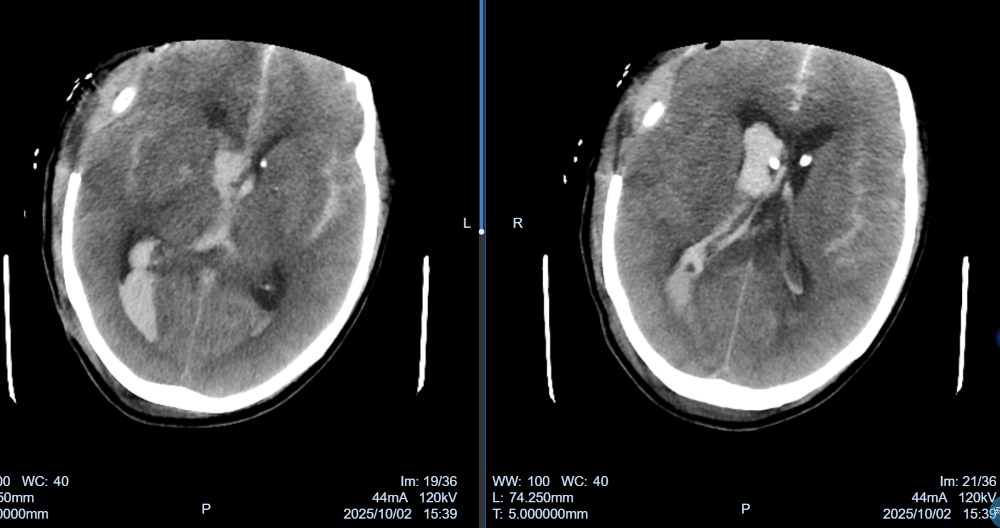 L
R
00 WC: 40
Im: 19/36
50mm
44mA 120kV
0000mm
P
2025/10/02 15:39
WW: 100 WC: 40
Im: 21/36
L: 74.250mm
44mA 120kV
T: 5.000000mm
P
2025/10/02 15:39